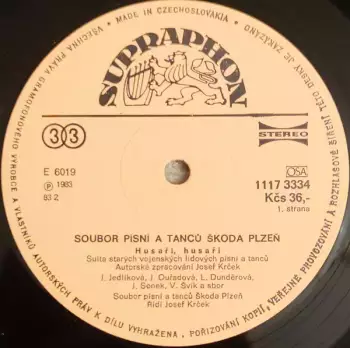 MADE IN CZECHOSLOVAKIA • VŠECHNA PRÁVA GRAMOFONOVÉHO VÝROBCE A VLASTNÍKŮ AUTORSKÝCH PRÁV K DÍLU VYHRAŽENA, POŘIZOVÁNÍ KOPIÍ, VEŘEJNÉ PROVOZOVÁNÍ A ROZHLASOVÉ ŠÍŘENÍ TÉTO DESKY JE ZAKÁZÁNO •
SUPRAPHON
33
STEREO
E 6019
Ⓟ 1983
83 2
OSA
1117 3334
Kčs 36,-
1. strana
SOUBOR PÍSNÍ A TANCŮ ŠKODA PLZEŇ
Husaři, husaři
Suita starých vojenských lidových písní a tanců
Autorské zpracování Josef Krček
J. Jedlíková, J. Ouřadová, L. Dunděrová,
J. Šenek, V. Švík a sbor
Soubor písní a tanců Škoda Plzeň
Řídí Josef Krček